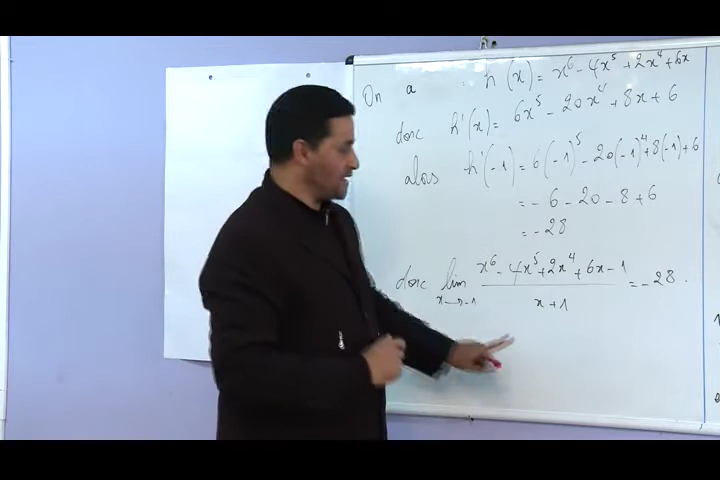 On a h(x) = x⁶ - 4x⁵ + 2x⁴ + 6x
donc h'(x) = 6x⁵ - 20x⁴ + 8x + 6
alors h'(-1) = 6(-1)⁵ - 20(-1)⁴ + 8(-1) + 6
= - 6 - 20 - 8 + 6
= - 28
donc lim x→-1 (x⁶ - 4x⁵ + 2x⁴ + 6x - 1)/(x + 1) = - 28.